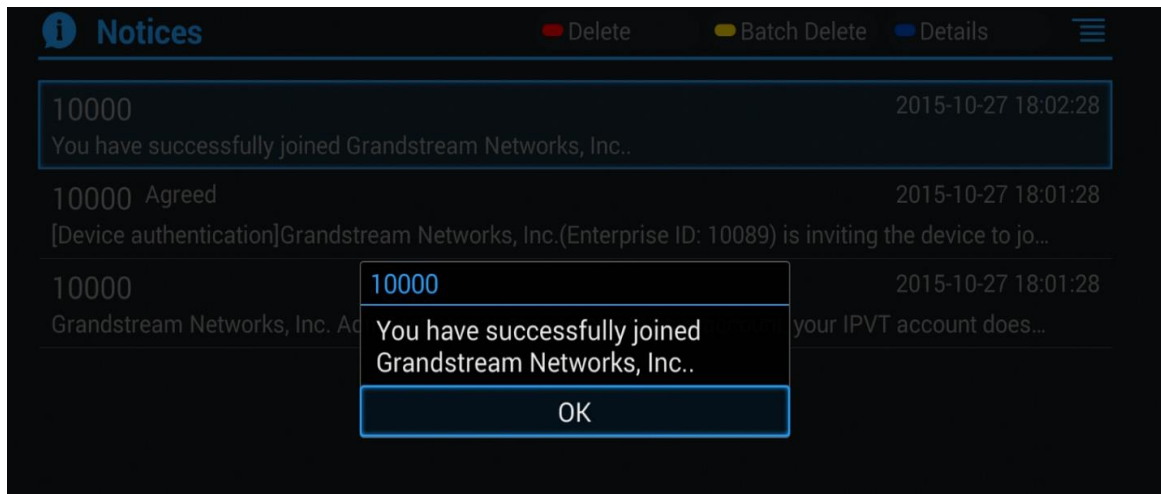 Notices
Delete
Batch Delete
Details
10000
2015-10-27 18:02:28
You have successfully joined Grandstream Networks, Inc..
10000 Agreed
2015-10-27 18:01:28
[Device authentication]Grandstream Networks, Inc.(Enterprise ID: 10089) is inviting the device to jo...
10000
2015-10-27 18:01:28
Grandstream Networks, Inc. your IPVT account does...
10000
You have successfully joined
Grandstream Networks, Inc..
OK